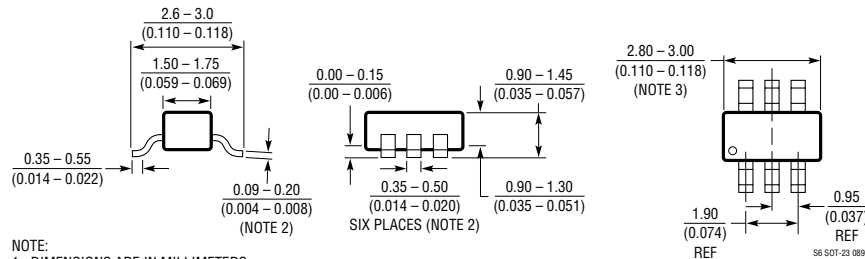 2.6 – 3.0
(0.110 – 0.118)
1.50 – 1.75
(0.059 – 0.069)
0.35 – 0.55
(0.014 – 0.022)
0.09 – 0.20
(0.004 – 0.008)
(NOTE 2)
0.00 – 0.15
(0.00 – 0.006)
0.90 – 1.45
(0.035 – 0.057)
0.35 – 0.50
(0.014 – 0.020)
SIX PLACES (NOTE 2)
0.90 – 1.30
(0.035 – 0.051)
2.80 – 3.00
(0.110 – 0.118)
(NOTE 3)
1.90
(0.074)
REF
0.95
(0.037)
REF
S6 SOT-23 089
NOTE:
1. DIMENSIONS ARE IN MILLIMETERS